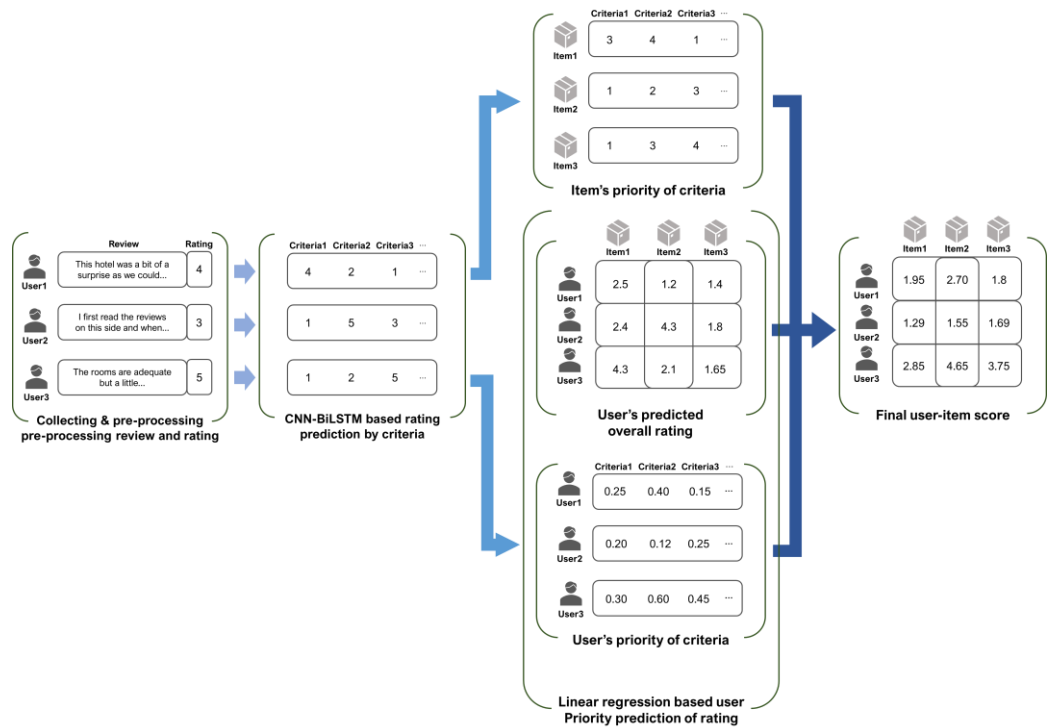 Review Rating
User1 This hotel was a bit of a
surprise as we could... 4
User2 I first read the reviews
on this side and when... 3
User3 The rooms are adequate
but a little... 5
Collecting & pre-processing
pre-processing review and rating
Criteria1 Criteria2 Criteria3 ...
4 2 1 ...
1 5 3 ...
1 2 5 ...
CNN-BiLSTM based rating
prediction by criteria
Criteria1 Criteria2 Criteria3 ...
Item1 3 4 1 ...
Item2 1 2 3 ...
Item3 1 3 4 ...
Item's priority of criteria
Item1 Item2 Item3
User1 2.5 1.2 1.4
User2 2.4 4.3 1.8
User3 4.3 2.1 1.65
User's predicted
overall rating
Criteria1 Criteria2 Criteria3 ...
User1 0.25 0.40 0.15 ...
User2 0.20 0.12 0.25 ...
User3 0.30 0.60 0.45 ...
User's priority of criteria
Linear regression based user
Priority prediction of rating
Item1 Item2 Item3
User1 1.95 2.70 1.8
User2 1.29 1.55 1.69
User3 2.85 4.65 3.75
Final user-item score